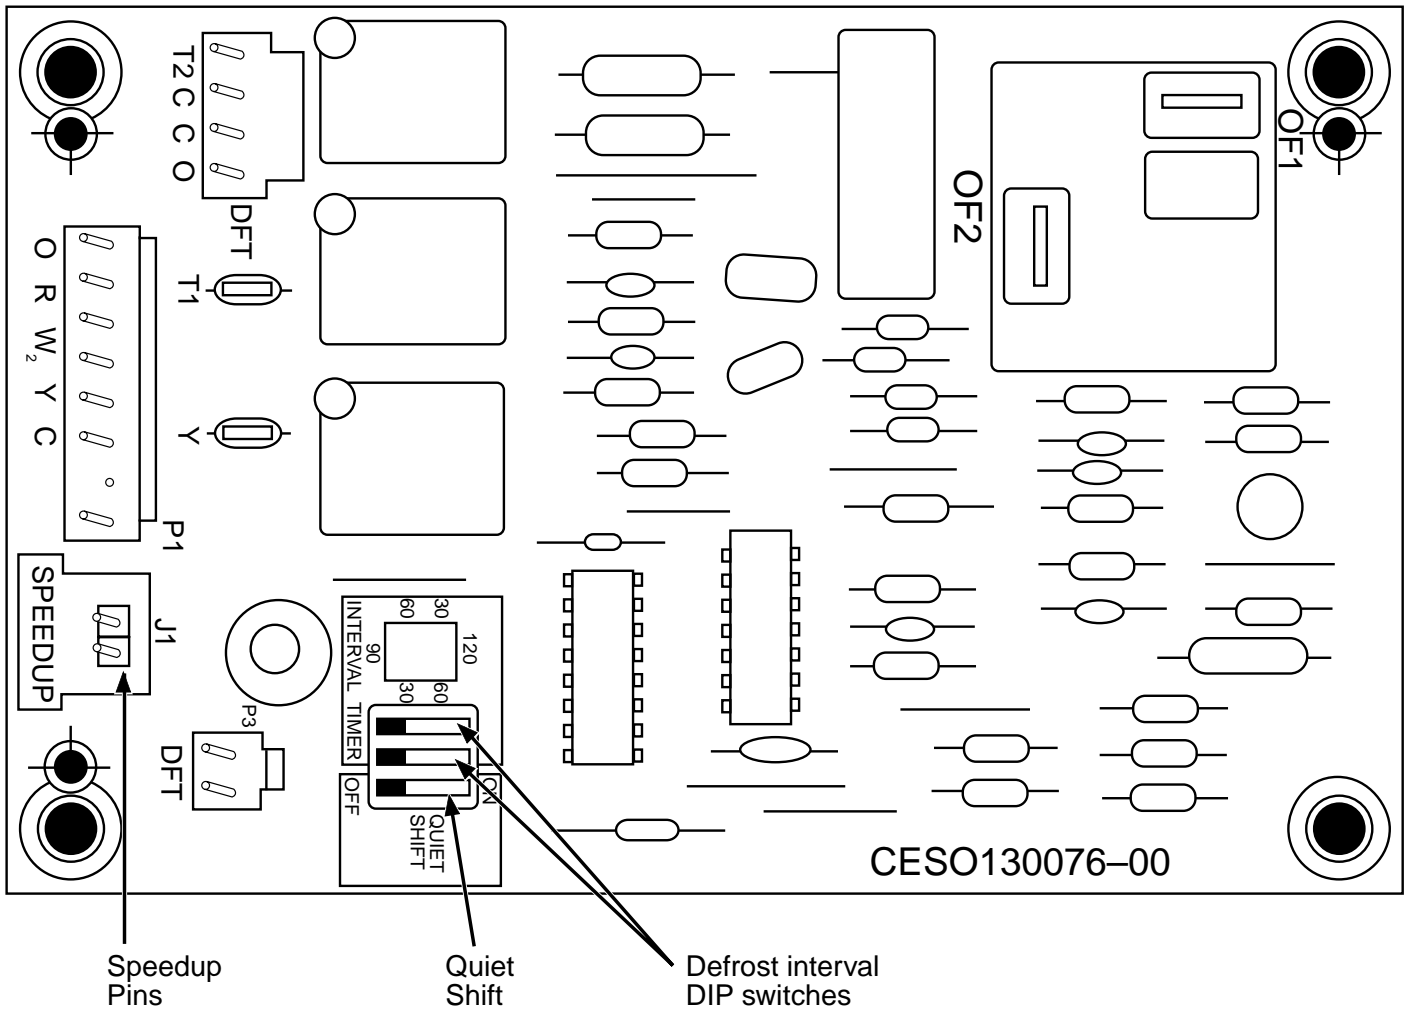 T2 C C O
DFT
OF1
OF2
O R W2 Y C
T1
Y
P1
SPEEDUP
J1
INTERVAL TIMER
60
30
90
120
30
60
P3
DFT
OFF
ON
QUIET
SHIFT
CESO130076–00
Speedup
Pins
Quiet
Shift
Defrost interval
DIP switches